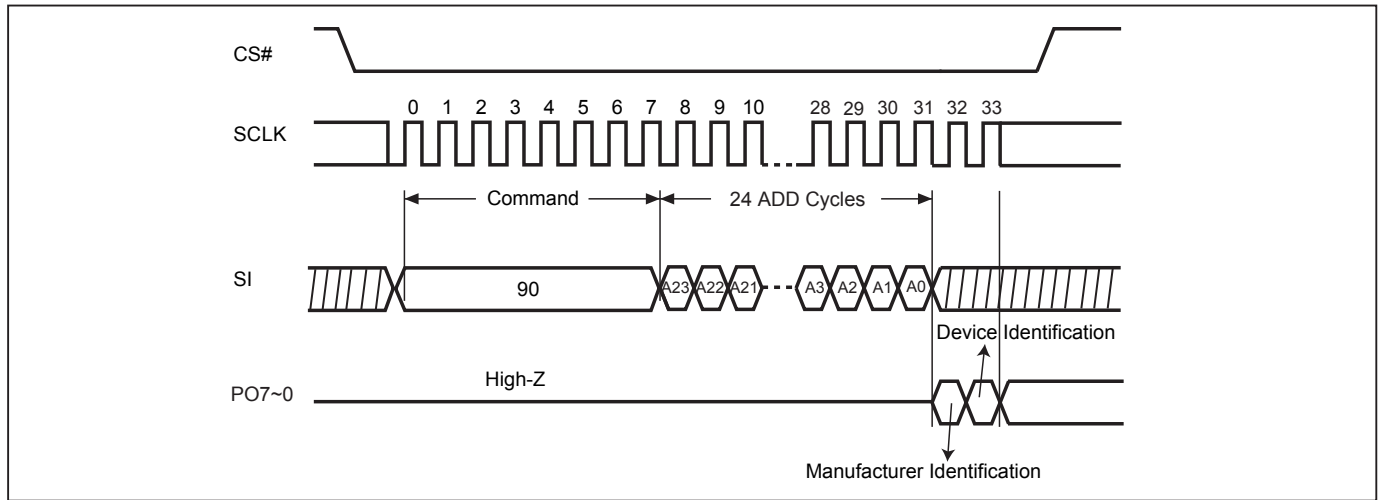 CS#
0 1 2 3 4 5 6 7 8 9 10 28 29 30 31 32 33
SCLK
Command 24 ADD Cycles
SI
90 A23 A22 A21 A3 A2 A1 A0
Device Identification
High-Z
PO7~0
Manufacturer Identification